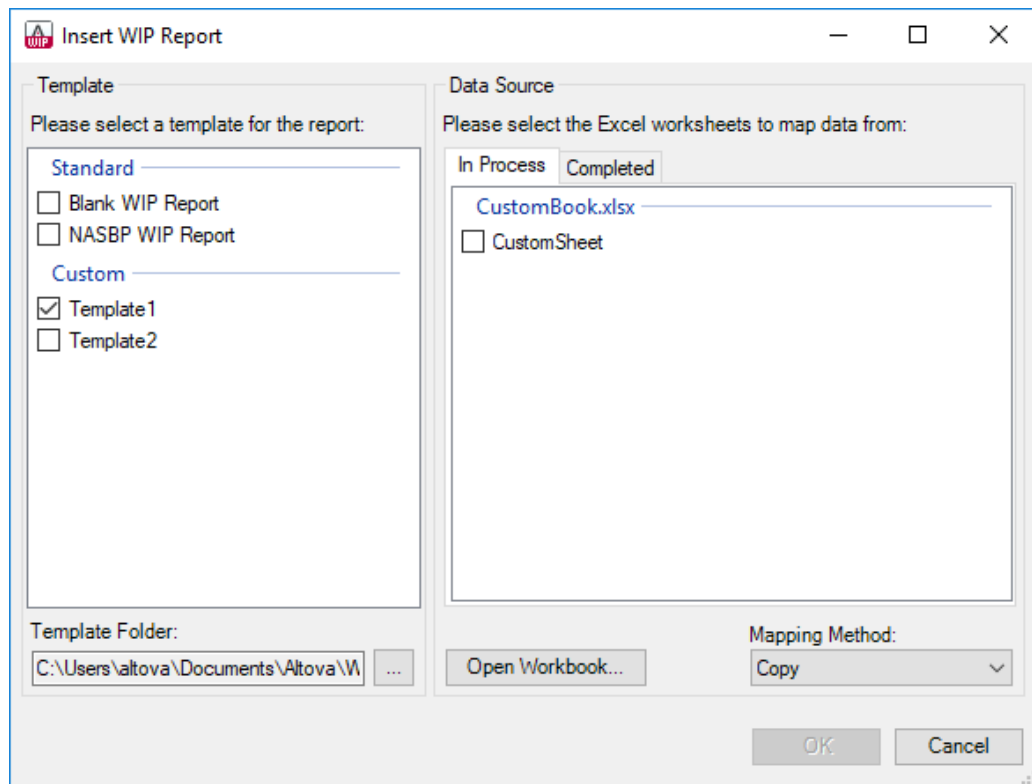 WIP
Insert WIP Report
Template
Please select a template for the report:
Standard
Blank WIP Report
NASBP WIP Report
Custom
Template1
Template2
Template Folder:
C:\Users\altova\Documents\Altova\W
...
Data Source
Please select the Excel worksheets to map data from:
In Process
Completed
CustomBook.xlsx
CustomSheet
Open Workbook...
Mapping Method:
Copy
OK
Cancel